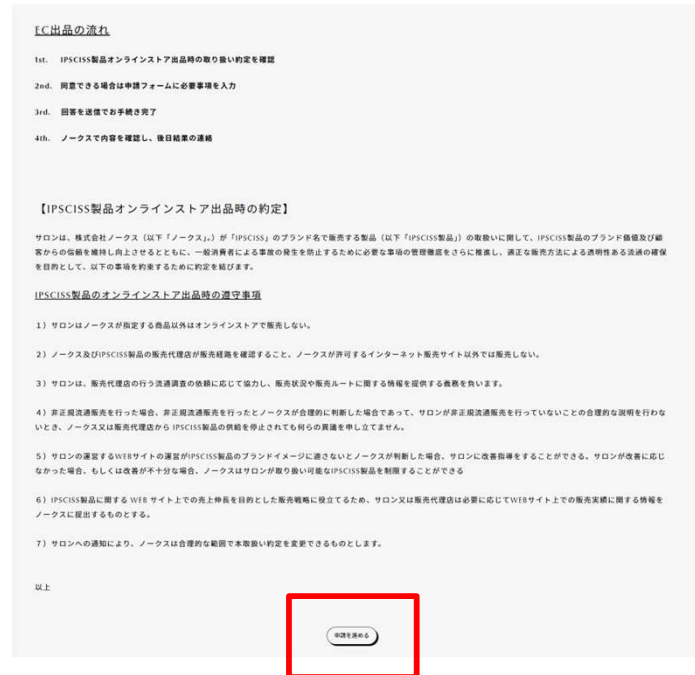 EC出品の流れ
1st. IPSCISS製品オンラインストア出品時の取り扱い約定を確認
2nd. 同意できる場合は申請フォームに必要事項を入力
3rd. 回答を送信でお手続き完了
4th. ノークスで内容を確認し、後日結果の連絡
【IPSCISS製品オンラインストア出品時の約定】
サロンは、株式会社ノークス（以下「ノークス」。）が「IPSCISS」のブランド名で販売する製品（以下「IPSCISS製品」）の取扱いに関して、IPSCISS製品のブランド価値及び顧
客からの信頼を維持し向上させるとともに、一般消費者による事故の発生を防止するために必要な事項の管理徹底をさらに推進し、適正な販売方法による透明性ある流通の確保
を目的として、以下の事項を約束するために約定を結びます。
IPSCISS製品のオンラインストア出品時の遵守事項
1）サロンはノークスが指定する商品以外はオンラインストアで販売しない。
2）ノークス及びIPSCISS製品の販売代理店が販売経路を確認すること、ノークスが許可するインターネット販売サイト以外では販売しない。
3）サロンは、販売代理店の行う流通調査の依頼に応じて協力し、販売状況や販売ルートに関する情報を提供する義務を負います。
4）非正規流通販売を行った場合、非正規流通販売を行ったとノークスが合理的に判断した場合であって、サロンが非正規流通販売を行っていないことの合理的な説明を行わな
いとき、ノークス又は販売代理店から IPSCISS製品の供給を停止されても何らの異議を申し立てません。
5）サロンの運営するWEBサイトの運営がIPSCISS製品のブランドイメージに適さないとノークスが判断した場合、サロンに改善指導をすることができる。サロンが改善に応じ
なかった場合、もしくは改善が不十分な場合、ノークスはサロンが取り扱い可能なIPSCISS製品を制限することができる
6）IPSCISS製品に関する WEB サイト上での売上伸長を目的とした販売戦略に役立てるため、サロン又は販売代理店は必要に応じてWEBサイト上での販売実績に関する情報を
ノークスに提出するものとする。
7）サロンへの通知により、ノークスは合理的な範囲で本取扱い約定を変更できるものとします。
以上
申請を進める